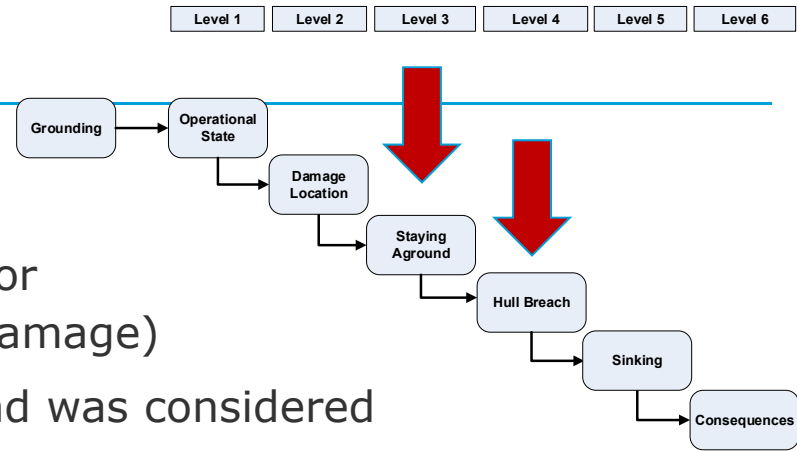 Level 1 Level 2 Level 3 Level 4 Level 5 Level 6
Grounding
Operational
State
Damage
Location
Staying
Aground
or
amage)
Hull Breach
Sinking
nd was considered
Consequences